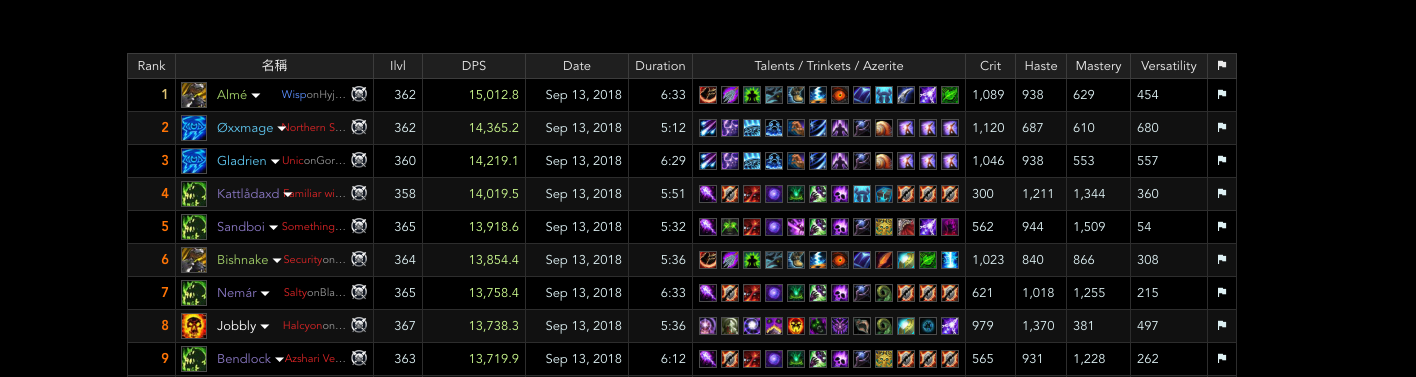 Rank 名稱 Ilvl DPS Date Duration Talents / Trinkets / Azerite Crit Haste Mastery Versatility
1 Almé WisponHyj... 362 15,012.8 Sep 13, 2018 6:33 1,089 938 629 454
2 Øxxmage Northern S... 362 14,365.2 Sep 13, 2018 5:12 1,120 687 610 680
3 Gladrien UniconGor... 360 14,219.1 Sep 13, 2018 6:29 1,046 938 553 557
4 Kattlådaxd Familiar wi... 358 14,019.5 Sep 13, 2018 5:51 300 1,211 1,344 360
5 Sandboi Something... 365 13,918.6 Sep 13, 2018 5:32 562 944 1,509 54
6 Bishnake Securityon... 364 13,854.4 Sep 13, 2018 5:36 1,023 840 866 308
7 Nemár SaltyonBla... 365 13,758.4 Sep 13, 2018 6:33 621 1,018 1,255 215
8 Jobbly Halcyonon... 367 13,738.3 Sep 13, 2018 5:36 979 1,370 381 497
9 Bendlock Azshari Ve... 363 13,719.9 Sep 13, 2018 6:12 565 931 1,228 262